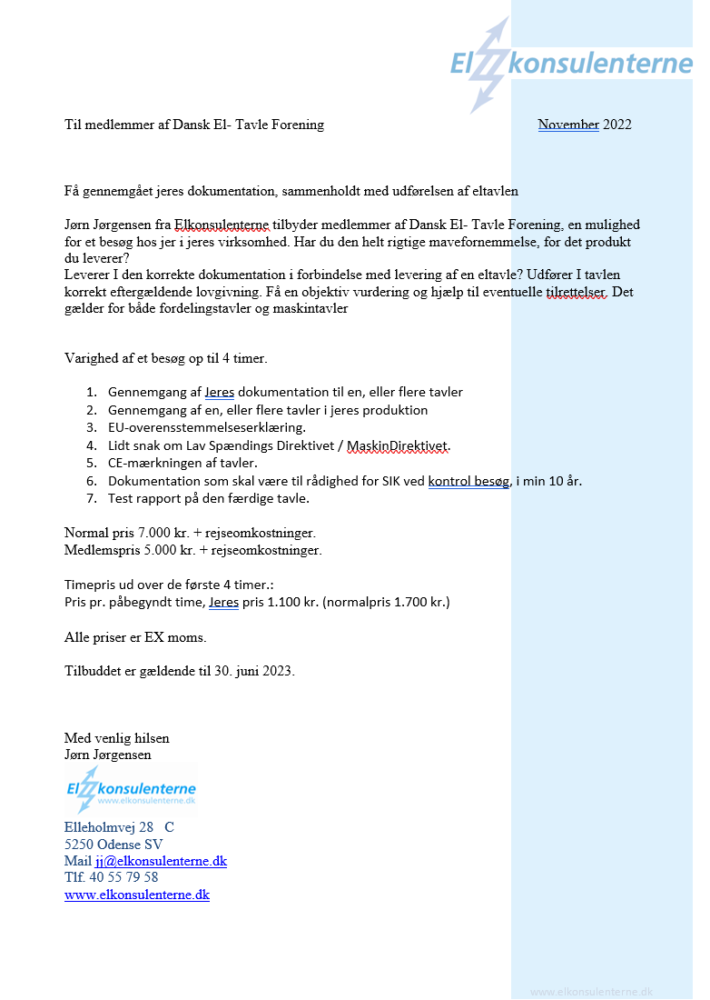 El konsulenterne
Til medlemmer af Dansk El- Tavle Forening November 2022
Få gennemgået jeres dokumentation, sammenholdt med udførelsen af eltavlen
Jørn Jørgensen fra Elkonsulenterne tilbyder medlemmer af Dansk El- Tavle Forening, en mulighed
for et besøg hos jer i jeres virksomhed. Har du den helt rigtige mavefornemmelse, for det produkt
du leverer?
Leverer I den korrekte dokumentation i forbindelse med levering af en eltavle? Udfører I tavlen
korrekt eftergældende lovgivning. Få en objektiv vurdering og hjælp til eventuelle tilrettelser. Det
gælder for både fordelingstavler og maskintavler
Varighed af et besøg op til 4 timer.
1. Gennemgang af Jeres dokumentation til en, eller flere tavler
2. Gennemgang af en, eller flere tavler i jeres produktion
3. EU-overensstemmelseserklæring.
4. Lidt snak om Lav Spændings Direktivet / MaskinDirektivet.
5. CE-mærkningen af tavler.
6. Dokumentation som skal være til rådighed for SIK ved kontrol besøg, i min 10 år.
7. Test rapport på den færdige tavle.
Normal pris 7.000 kr. + rejseomkostninger.
Medlemspris 5.000 kr. + rejseomkostninger.
Timepris ud over de første 4 timer.:
Pris pr. påbegyndt time, Jeres pris 1.100 kr. (normalpris 1.700 kr.)
Alle priser er EX moms.
Tilbuddet er gældende til 30. juni 2023.
Med venlig hilsen
Jørn Jørgensen
El konsulenterne
www.elkonsulenterne.dk
Elleholmvej 28 C
5250 Odense SV
Mail jj@elkonsulenterne.dk
Tlf. 40 55 79 58
www.elkonsulenterne.dk
www.elkonsulenterne.dk